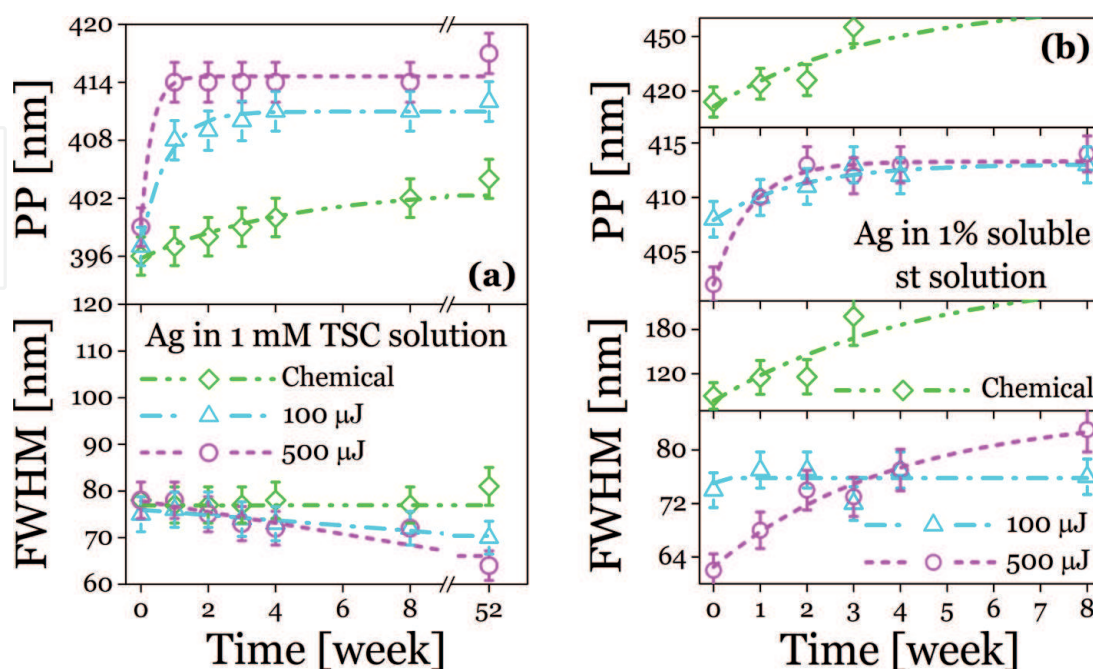 420
414
408
402
396
PP [nm]
(a)
120
110
100
90
80
70
60
FWHM [nm]
Ag in 1 mM TSC solution
Chemical
100 µJ
500 µJ
0 2 4 6 8 52
Time [week]
450
420
(b)
415
410
405
PP [nm]
Ag in 1% soluble
st solution
180
120
Chemical
80
72
64
FWHM [nm]
100 µJ
500 µJ
0 1 2 3 4 5 6 7 8
Time [week]